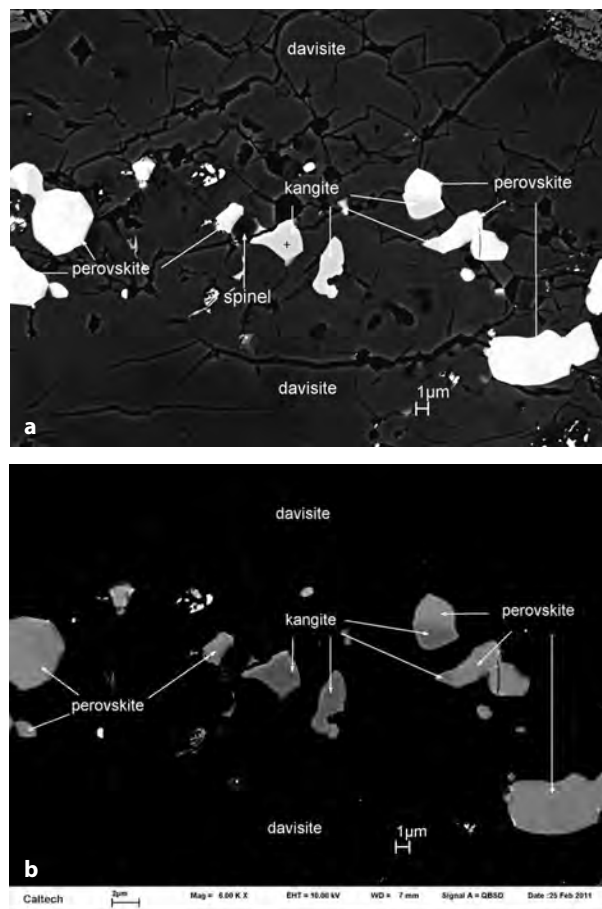 davisite
kangite
perovskite
perovskite
spinel
davisite
1µm
a
davisite
kangite
perovskite
perovskite
davisite
1µm
b
Caltech
2µm
Mag = 6.00 K X
EHT = 10.00 kV
WD = 7 mm
Signal A = QBSD
Date :25 Feb 2011